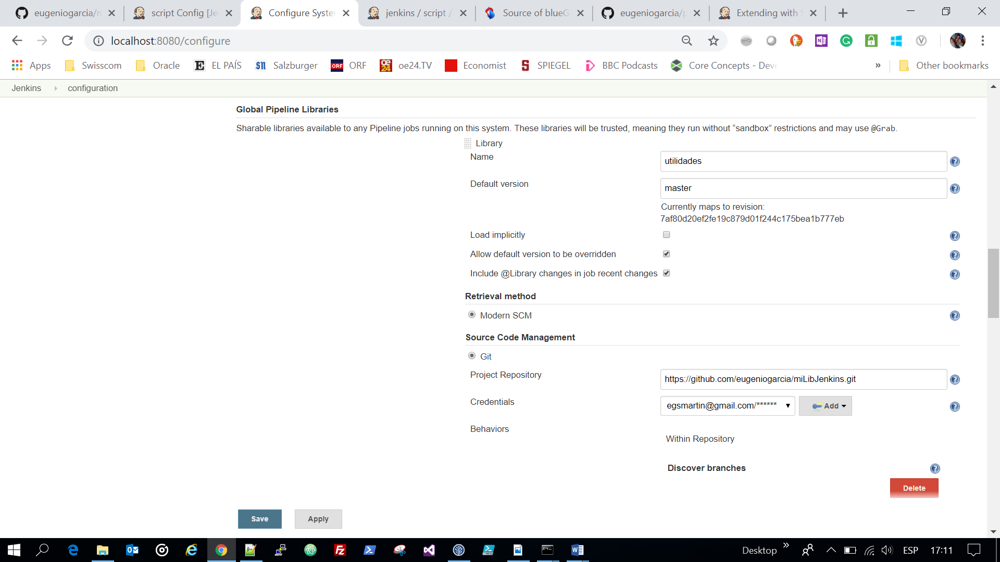 eugeniogarcia/m
script Config [Je
Configure System
jenkins / script /
Source of blueG
eugeniogarcia/p
Extending with S
localhost:8080/configure
Apps
Swisscom
Oracle
EL PAÍS
Salzburger
ORF
oe24.TV
Economist
SPIEGEL
BBC Podcasts
Core Concepts - Deve
»
Other bookmarks
Jenkins
configuration
Global Pipeline Libraries
Sharable libraries available to any Pipeline jobs running on this system. These libraries will be trusted, meaning they run without “sandbox” restrictions and may use @Grab.
Library
Name
utilidades
Default version
master
Currently maps to revision:
7af80d20ef2fe19c879d01f244c175bea1b777eb
Load implicitly
Allow default version to be overridden
Include @Library changes in job recent changes
Retrieval method
Modern SCM
Source Code Management
Git
Project Repository
https://github.com/eugeniogarcia/miLibJenkins.git
Credentials
egsmartin@gmail.com/******
Add
Behaviors
Within Repository
Discover branches
Delete
Save
Apply
Desktop
»
ESP
17:11